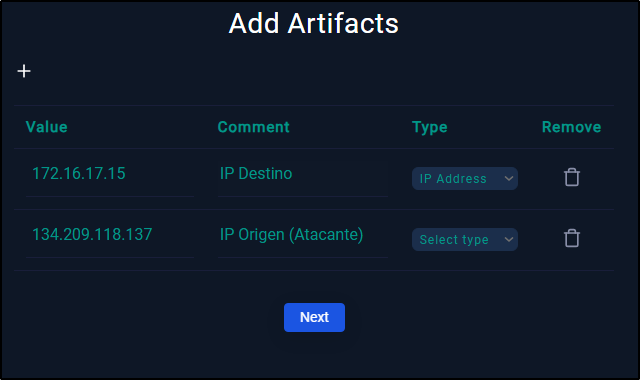 Add Artifacts
+
Value Comment Type Remove
172.16.17.15 IP Destino IP Address
134.209.118.137 IP Origen (Atacante) Select type
Next